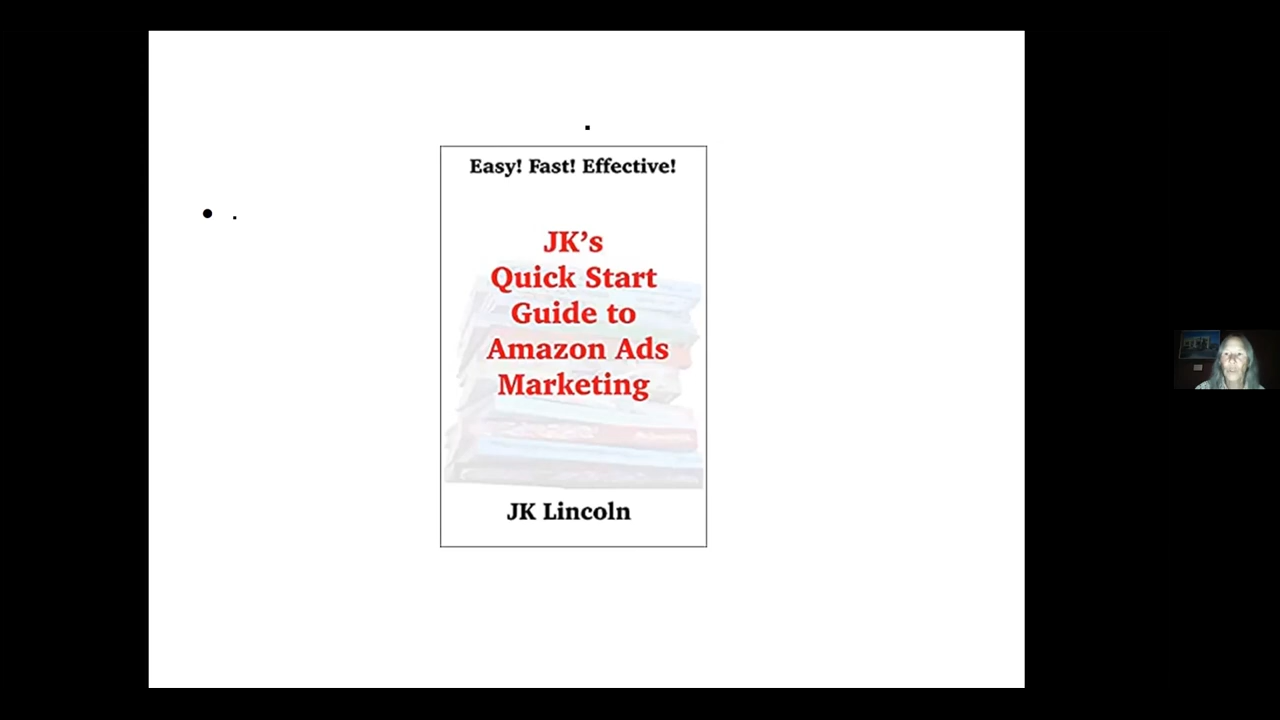 .
Easy! Fast! Effective!
• .
JK’s
Quick Start
Guide to
Amazon Ads
Marketing
JK Lincoln